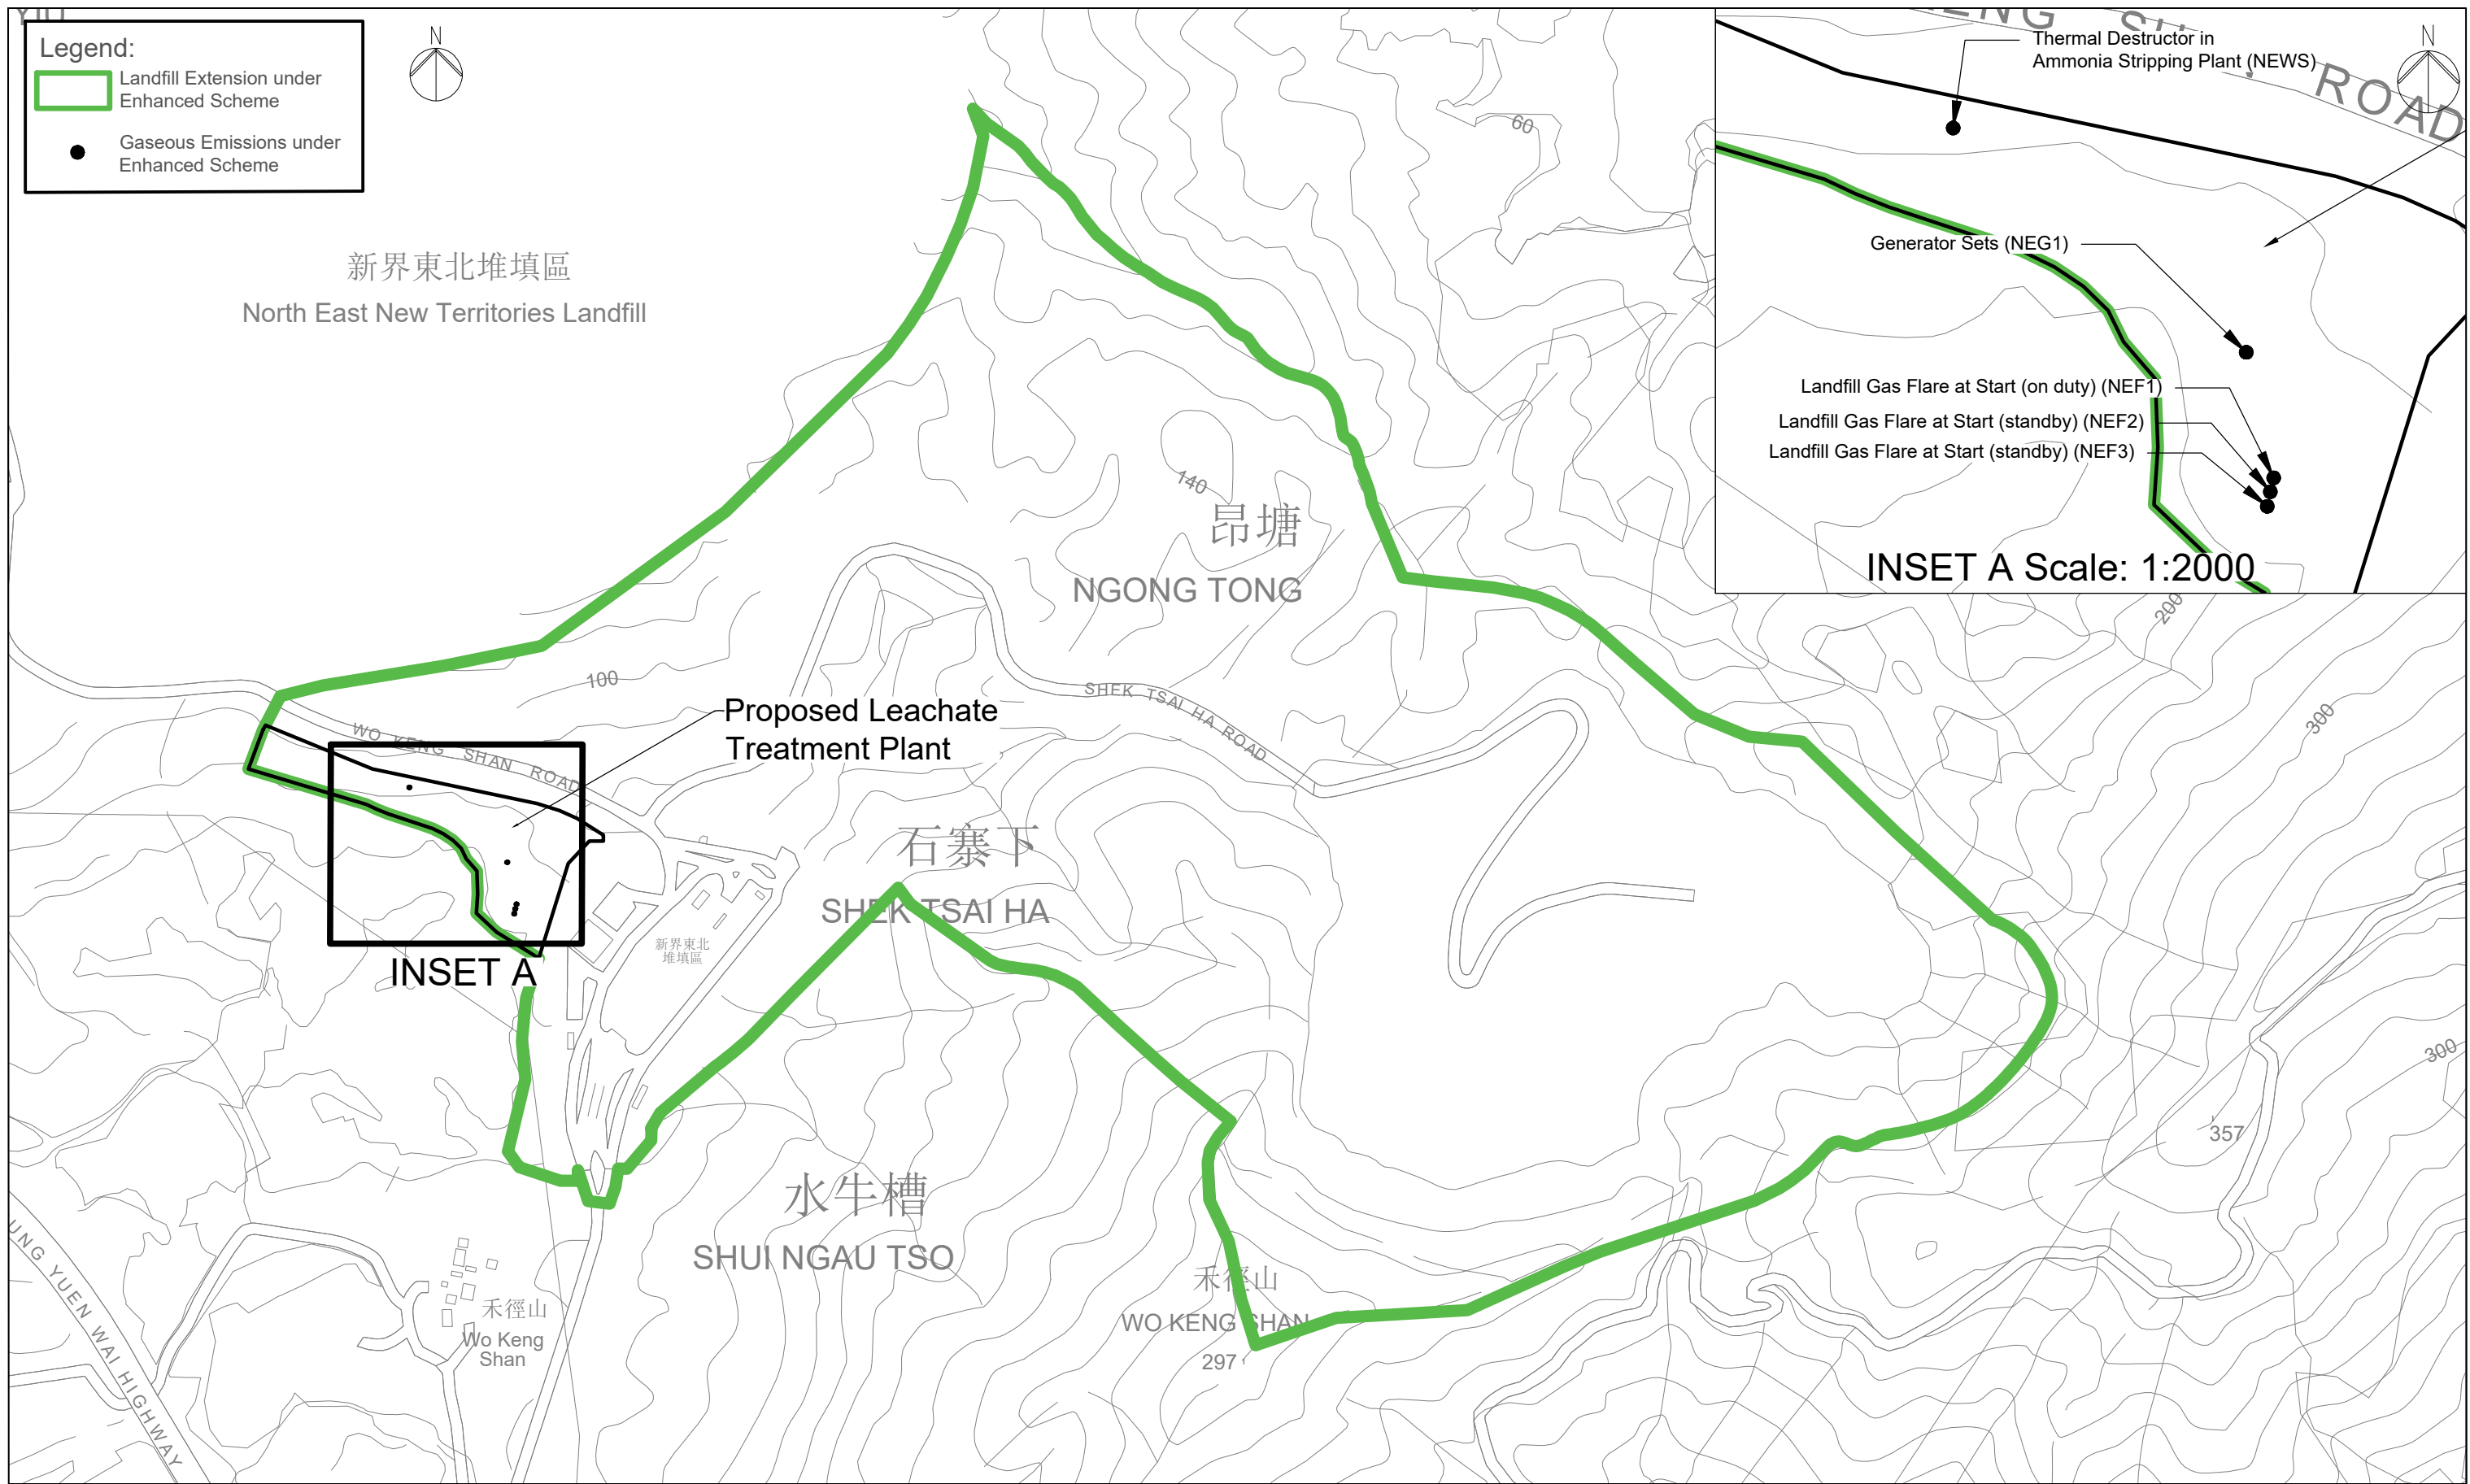 Legend:
Landfill Extension under
Enhanced Scheme
Gaseous Emissions under
Enhanced Scheme
N
新界東北堆填區
North East New Territories Landfill
60
N
ROAD
Thermal Destructor in
Ammonia Stripping Plant (NEWS)
Generator Sets (NEG1)
Landfill Gas Flare at Start (on duty) (NEF1)
Landfill Gas Flare at Start (standby) (NEF2)
Landfill Gas Flare at Start (standby) (NEF3)
INSET A Scale: 1:2000
140
昂塘
NGONG TONG
200
100
SHEK TSAI HA ROAD
300
Proposed Leachate
Treatment Plant
WO KENG SHAN ROAD
石寨下
SHEK TSAI HA
新界東北
堆填區
INSET A
300
357
水牛槽
SHUI NGAU TSO
禾徑山
WO KENG SHAN
297
禾徑山
Wo Keng
Shan
UNG YUEN WAI HIGHWAY